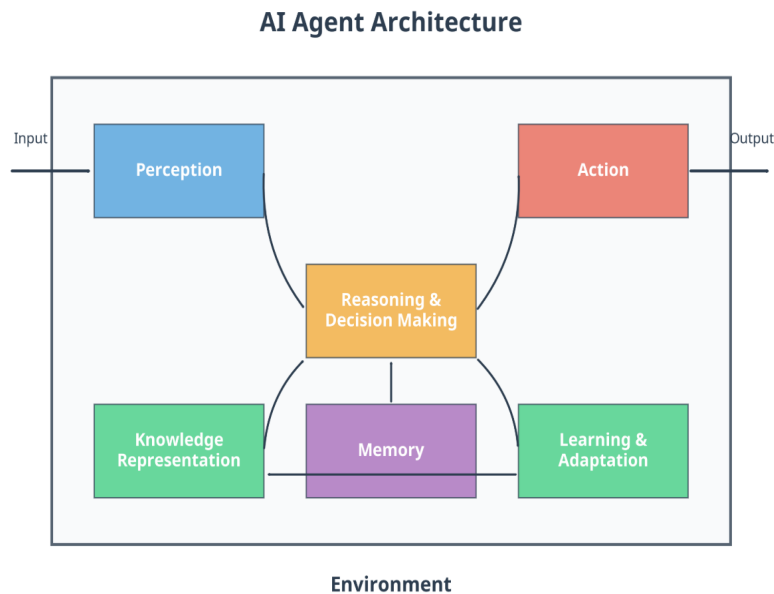 AI Agent Architecture
Input
Output
Perception
Action
Reasoning &
Decision Making
Knowledge
Representation
Memory
Learning &
Adaptation
Environment